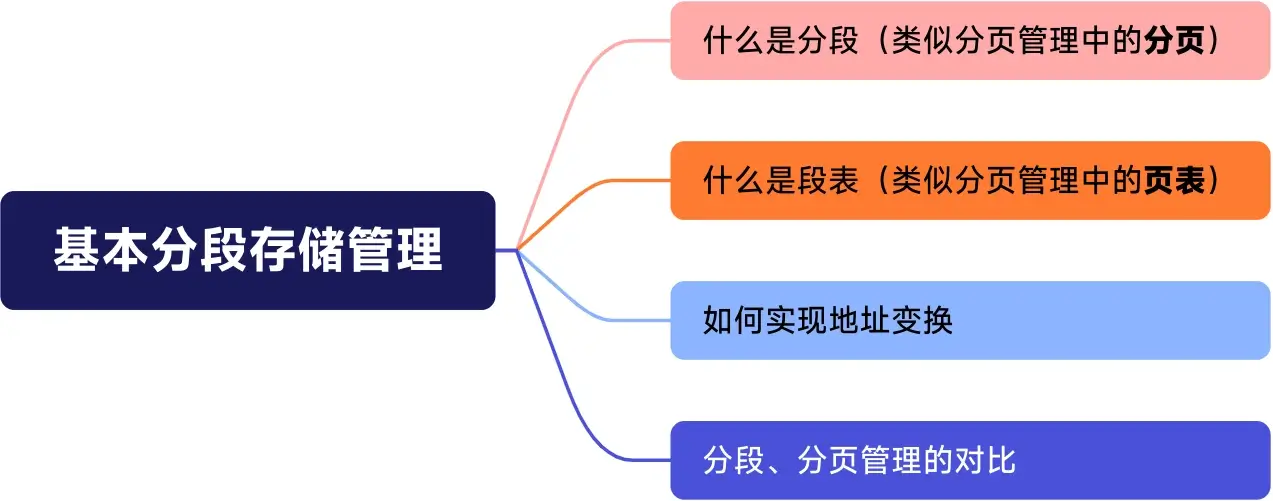 什么是分段（类似分页管理中的分页）
什么是段表（类似分页管理中的页表）
基本分段存储管理
如何实现地址变换
分段、分页管理的对比